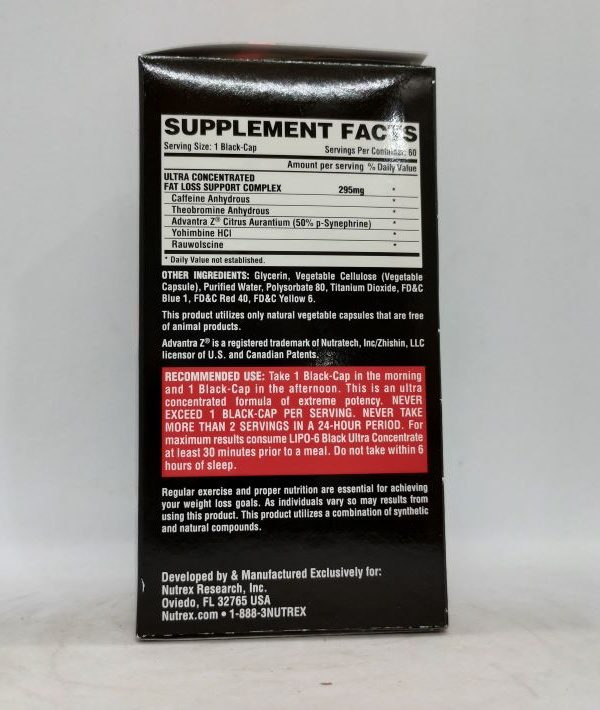 SUPPLEMENT FACTS
Serving Size: 1 Black-Cap Servings Per Container: 60
Amount per serving % Daily Value
ULTRA CONCENTRATED
FAT LOSS SUPPORT COMPLEX 295mg *
Caffeine Anhydrous *
Theobromine Anhydrous *
Advantra Z® Citrus Aurantium (50% p-Synephrine) *
Yohimbine HCl *
Rauwolscine *
* Daily Value not established.
OTHER INGREDIENTS: Glycerin, Vegetable Cellulose (Vegetable
Capsule), Purified Water, Polysorbate 80, Titanium Dioxide, FD&C
Blue 1, FD&C Red 40, FD&C Yellow 6.
This product utilizes only natural vegetable capsules that are free
of animal products.
Advantra Z® is a registered trademark of Nutratech, Inc/Zhishin, LLC
licensor of U.S. and Canadian Patents.
RECOMMENDED USE: Take 1 Black-Cap in the morning
and 1 Black-Cap in the afternoon. This is an ultra
concentrated formula of extreme potency. NEVER
EXCEED 1 BLACK-CAP PER SERVING. NEVER TAKE
MORE THAN 2 SERVINGS IN A 24-HOUR PERIOD. For
maximum results consume LIPO-6 Black Ultra Concentrate
at least 30 minutes prior to a meal. Do not take within 6
hours of sleep.
Regular exercise and proper nutrition are essential for achieving
your weight loss goals. As individuals vary so may results from
using this product. This product utilizes a combination of synthetic
and natural compounds.
Developed by & Manufactured Exclusively for:
Nutrex Research, Inc.
Oviedo, FL 32765 USA
Nutrex.com • 1-888-3NUTREX